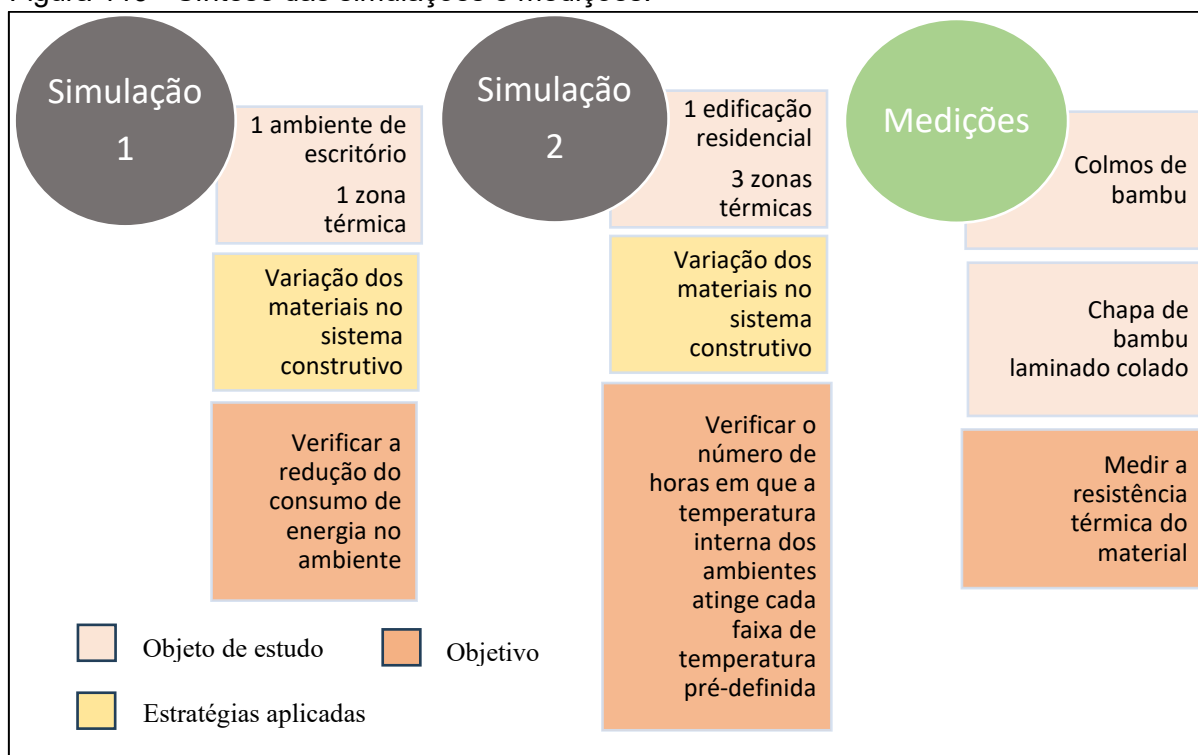 Simulação
1
1 ambiente de
escritório
1 zona
térmica
Variação dos
materiais no
sistema
construtivo
Verificar a
redução do
consumo de
energia no
ambiente
Simulação
2
1 edificação
residencial
3 zonas
térmicas
Variação dos
materiais no
sistema
construtivo
Verificar o
número de
horas em que a
temperatura
interna dos
ambientes
atinge cada
faixa de
temperatura
pré-definida
Medições
Colmos de
bambu
Chapa de
bambu
laminado colado
Medir a
resistência
térmica do
material
Objeto de estudo
Objetivo
Estratégias aplicadas